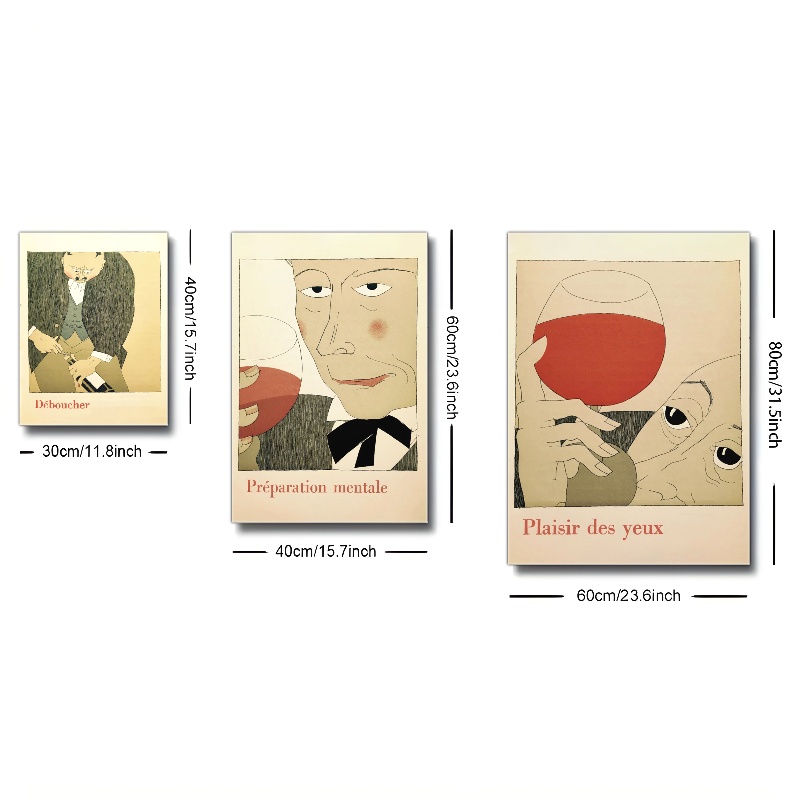 Déboucher
40cm/15.7inch
30cm/11.8inch
Préparation mentale
60cm/23.6inch
40cm/15.7inch
Plaisir des yeux
80cm/31.5inch
60cm/23.6inch